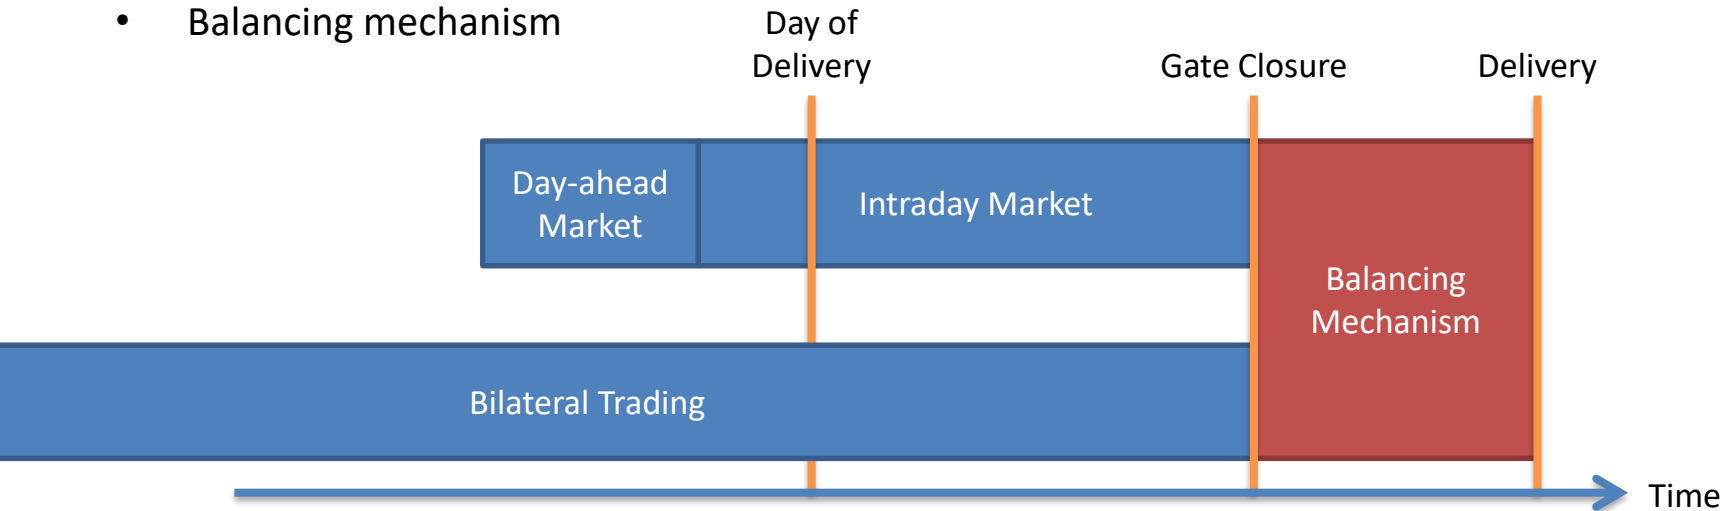 • Balancing mechanism
Day of
Delivery
Gate Closure
Delivery
Day-ahead
Market
Intraday Market
Balancing
Mechanism
Bilateral Trading
Time